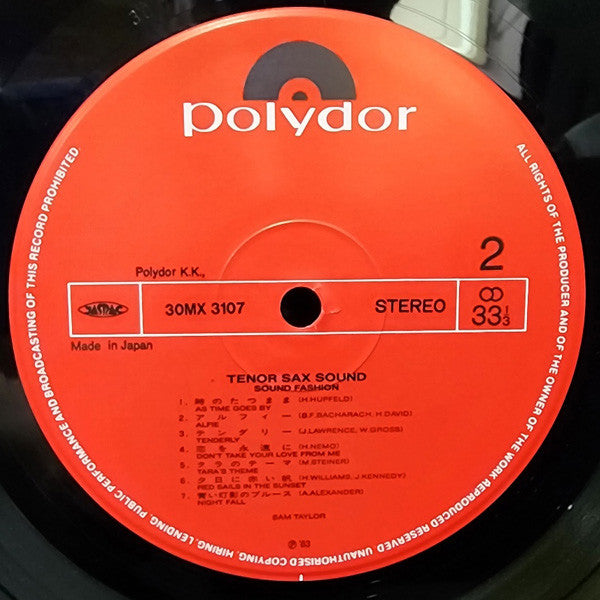 polydor
UNAUTHORISED COPYING, HIRING, LENDING, PUBLIC PERFORMANCE AND BROADCASTING OF THIS RECORD PROHIBITED
ALL RIGHTS OF THE PRODUCER AND OF THE OWNER OF THE WORK REPRODUCED RESERVED
2
Polydor K.K.,
JASRAC
30MX 3107
STEREO
33 1/3
Made in Japan
TENOR SAX SOUND
SOUND FASHION
1. 時のたつまま (H.HUPFELD)
AS TIME GOES BY
2. アルフィー (B.F.BACHARACH, H.DAVID)
ALFIE
3. テンダリー (J.LAWRENCE, W.GROSS)
TENDERLY
4. 恋を永遠に (H.NEMO)
DON'T TAKE YOUR LOVE FROM ME
5. タラのテーマ (M.STEINER)
TARA'S THEME
6. 夕日に赤い帆 (H.WILLIAMS, J.KENNEDY)
RED SAILS IN THE SUNSET
7. 青い幻影のブルース (A.ALEXANDER)
NIGHT FALL
SAM TAYLOR
℗ '83